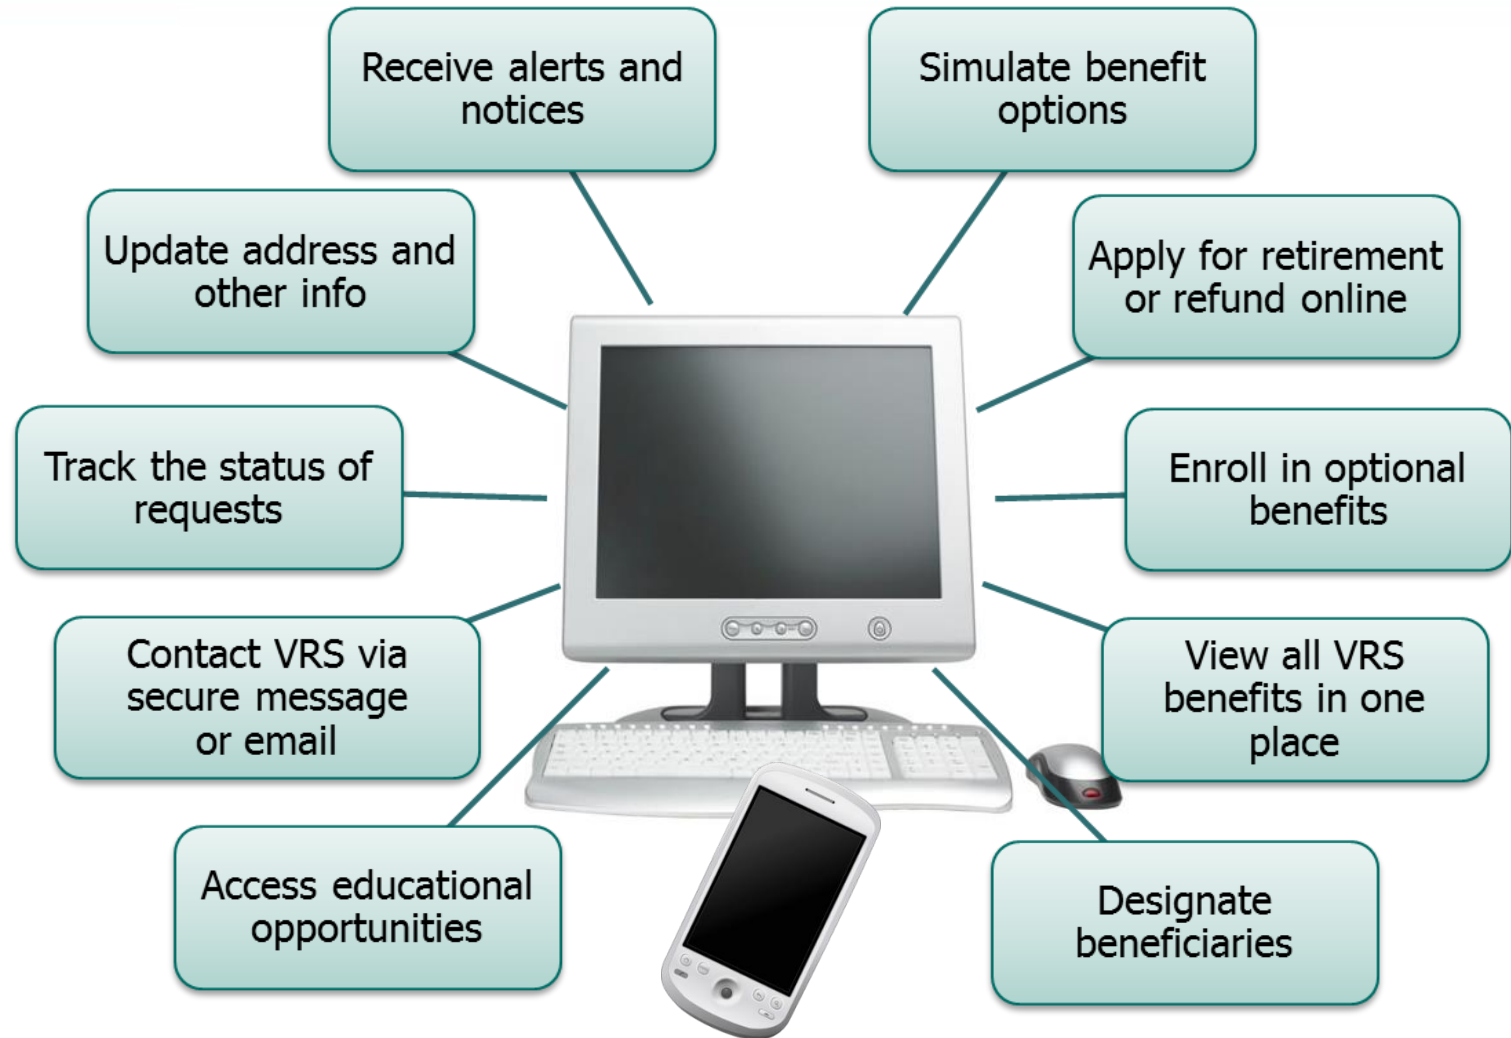 Receive alerts and
notices
Simulate benefit
options
Update address and
other info
Apply for retirement
or refund online
Track the status of
requests
Enroll in optional
benefits
Contact VRS via
secure message
or email
View all VRS
benefits in one
place
Access educational
opportunities
Designate
beneficiaries